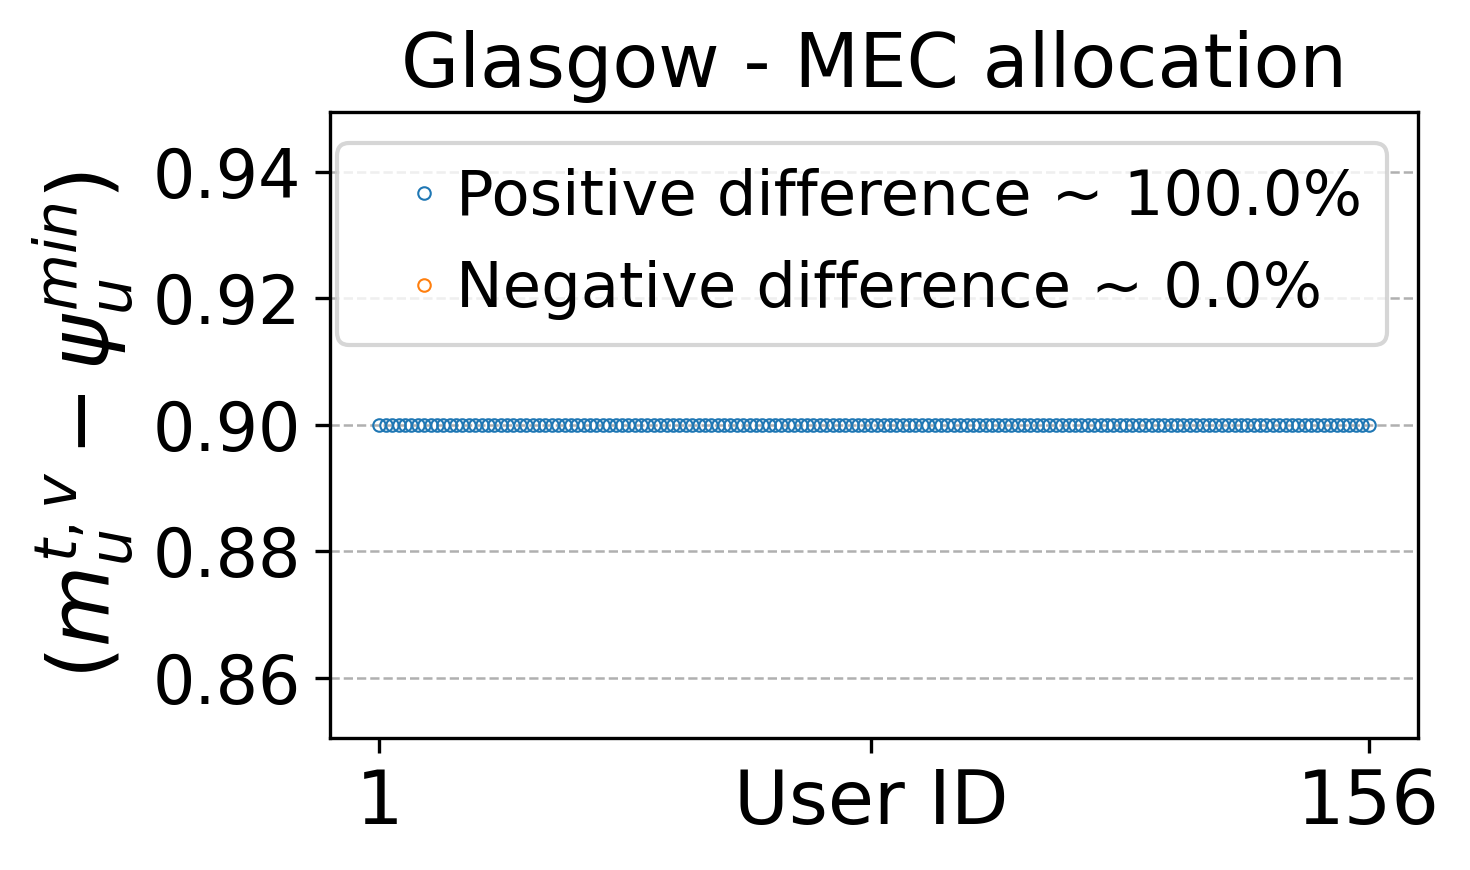 Glasgow - MEC allocation
(m_u^{t,v} − ψ_u^{min})
0.94
0.92
0.90
0.88
0.86
Positive difference ~ 100.0%
Negative difference ~ 0.0%
1 User ID 156